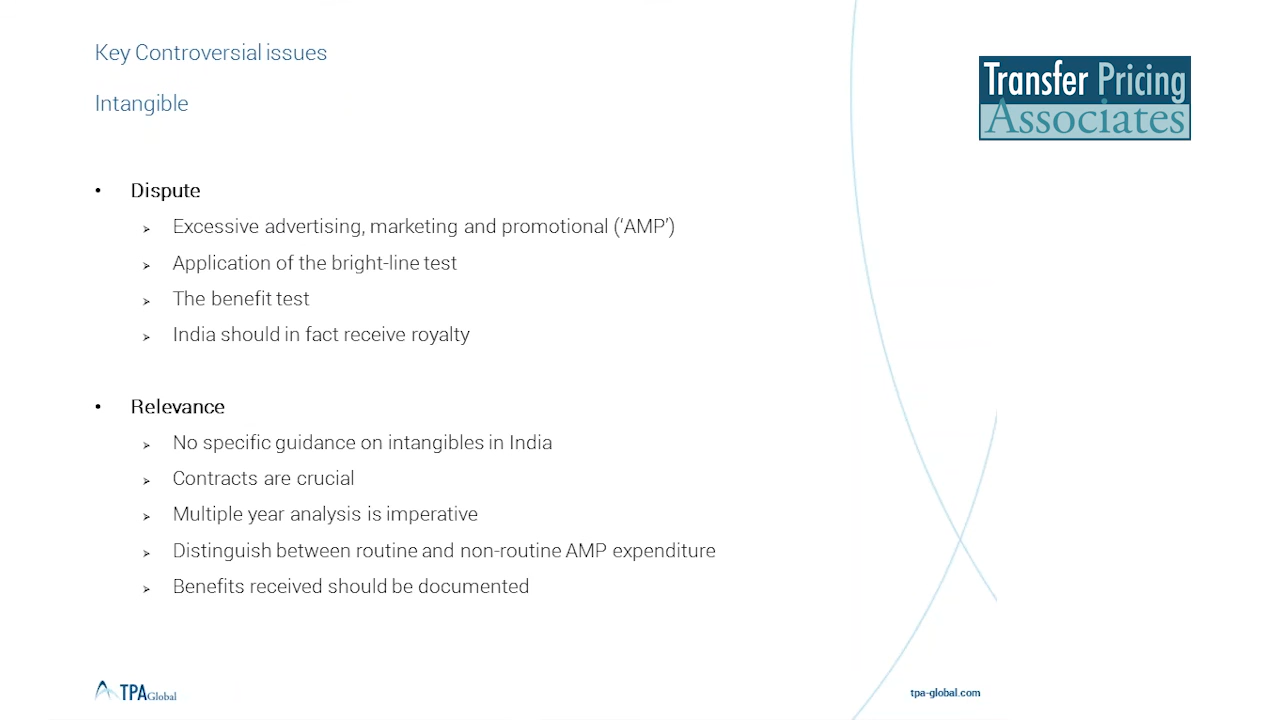 Key Controversial issues
Intangible
Transfer Pricing
Associates
• Dispute
➢ Excessive advertising, marketing and promotional (‘AMP’)
➢ Application of the bright-line test
➢ The benefit test
➢ India should in fact receive royalty
• Relevance
➢ No specific guidance on intangibles in India
➢ Contracts are crucial
➢ Multiple year analysis is imperative
➢ Distinguish between routine and non-routine AMP expenditure
➢ Benefits received should be documented
TPA Global
tpa-global.com